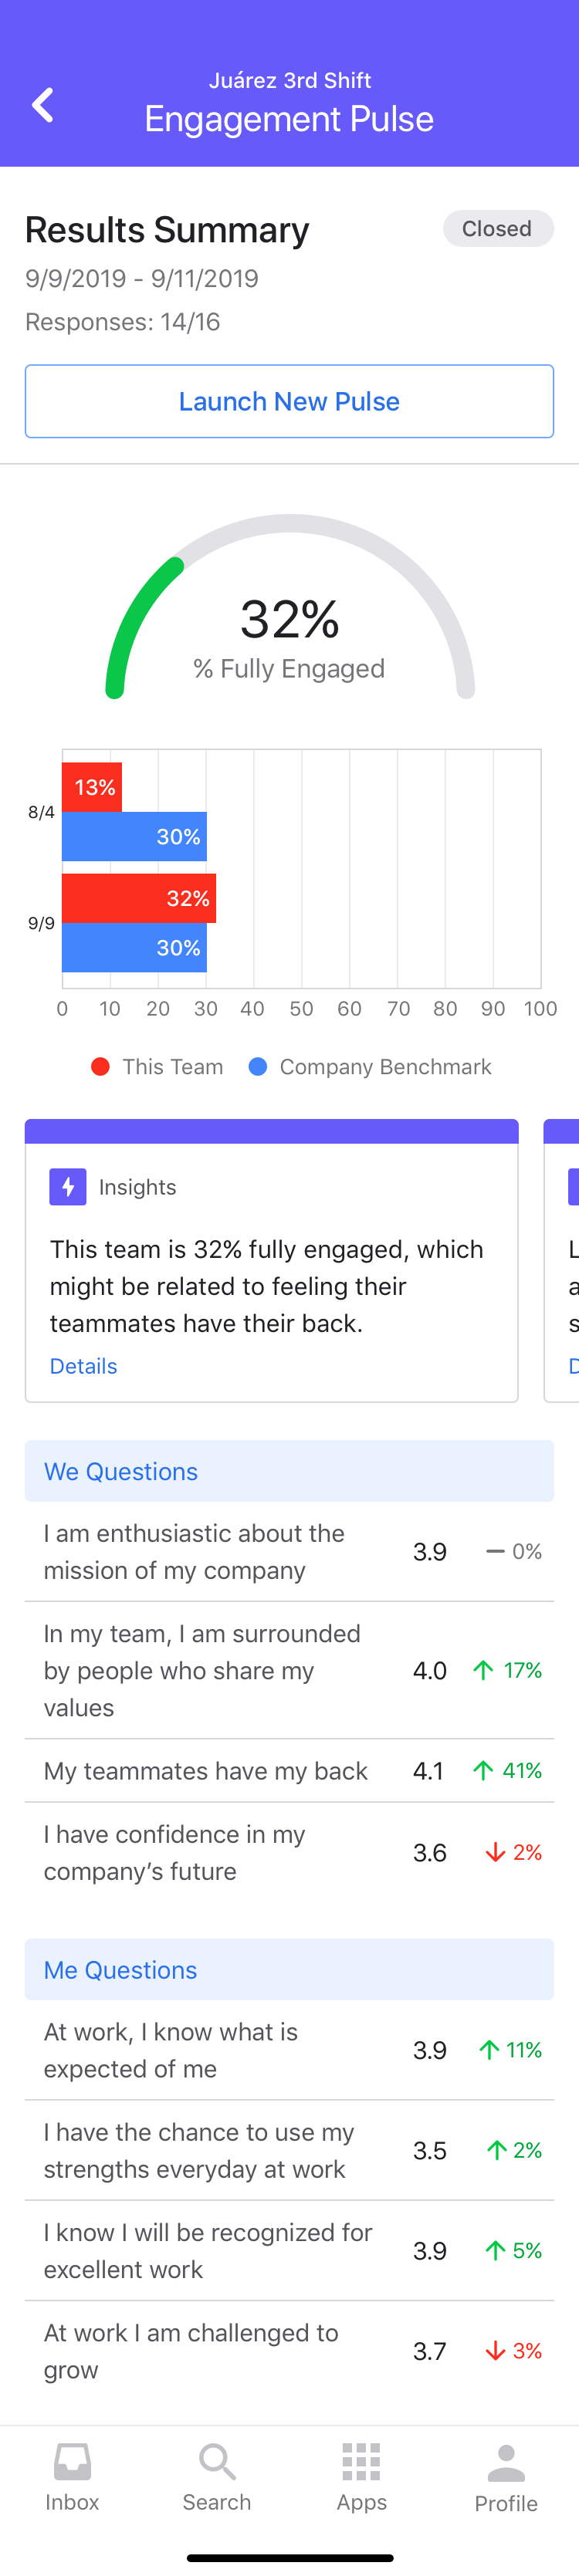 Juárez 3rd Shift
Engagement Pulse
Results Summary
Closed
9/9/2019 - 9/11/2019
Responses: 14/16
Launch New Pulse
32%
% Fully Engaged
13%
8/4
30%
32%
9/9
30%
0 10 20 30 40 50 60 70 80 90 100
This Team Company Benchmark
Insights
This team is 32% fully engaged, which
might be related to feeling their
teammates have their back.
Details
We Questions
I am enthusiastic about the
mission of my company
3.9 0%
In my team, I am surrounded
by people who share my
values
4.0 17%
My teammates have my back 4.1 41%
I have confidence in my
company’s future
3.6 2%
Me Questions
At work, I know what is
expected of me
3.9 11%
I have the chance to use my
strengths everyday at work
3.5 2%
I know I will be recognized for
excellent work
3.9 5%
At work I am challenged to
grow
3.7 3%
Inbox Search Apps Profile